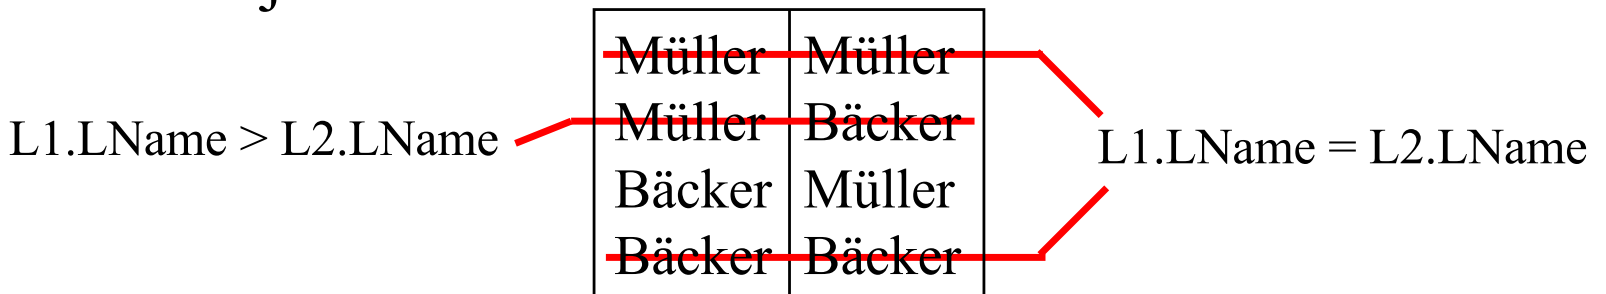 Müller Müller
L1.LName > L2.LName Müller Bäcker L1.LName = L2.LName
Bäcker Müller
Bäcker Bäcker